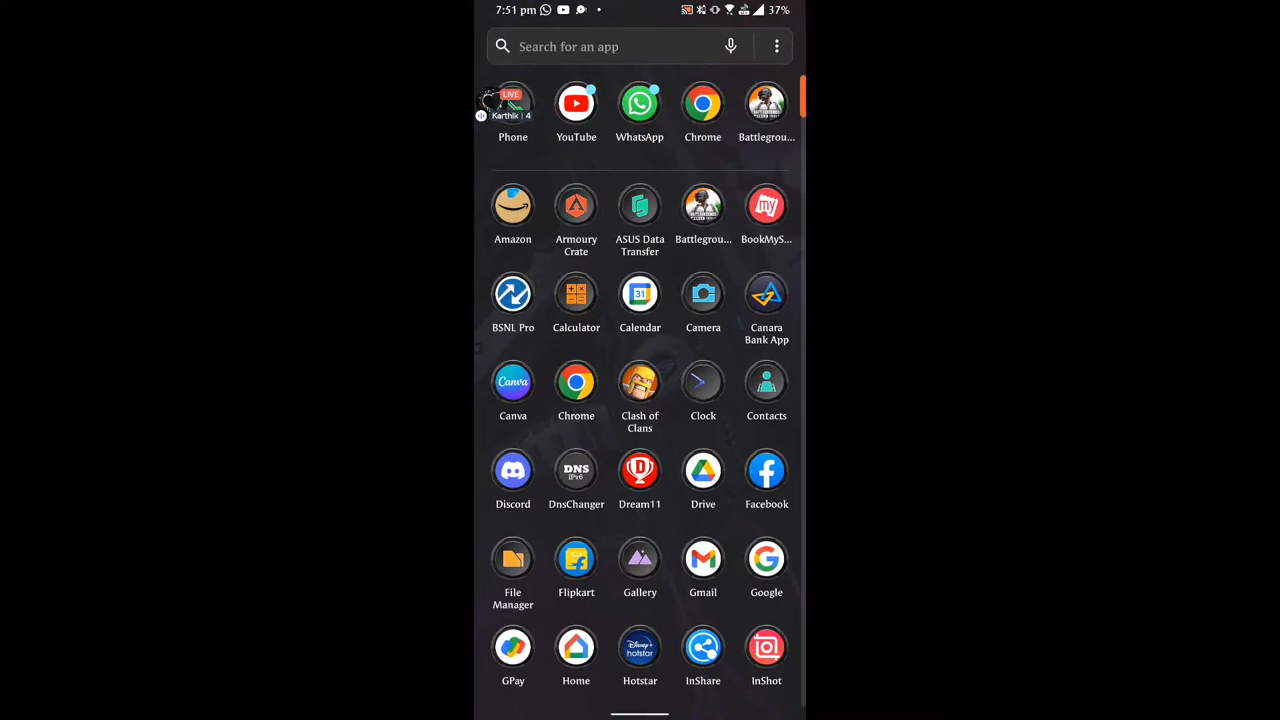 7:51 pm
37%
Search for an app
LIVE
Karthik | 4
Phone
YouTube
WhatsApp
Chrome
Battlegrou...
Amazon
Armoury
Crate
ASUS Data
Transfer
Battlegrou...
my
BookMyS...
BSNL Pro
Calculator
31
Calendar
Camera
Canara
Bank App
Canva
Canva
Chrome
Clash of
Clans
Clock
Contacts
Discord
DNS
IPv6
DnsChanger
D
Dream11
Drive
Facebook
File
Manager
Flipkart
Gallery
Gmail
Google
GPay
Home
Disney+
hotstar
Hotstar
InShare
InShot